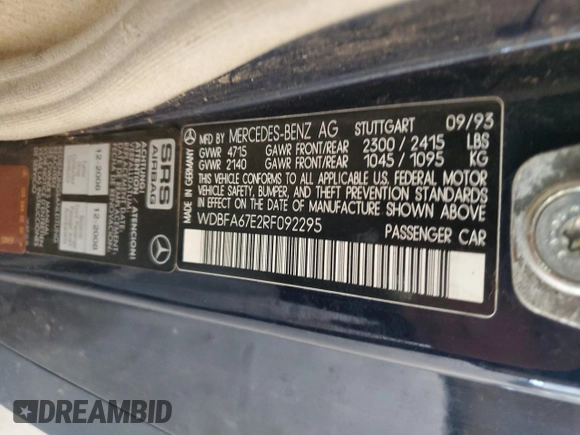 MFD BY MERCEDES-BENZ AG STUTTGART 09/93
GVWR 4715 GAWR FRONT/REAR 2300 / 2415 LBS
GVWR 2140 GAWR FRONT/REAR 1045 / 1095 KG
THIS VEHICLE CONFORMS TO ALL APPLICABLE U.S. FEDERAL MOTOR
VEHICLE SAFETY, BUMPER, AND THEFT PREVENTION STANDARDS IN
EFFECT ON THE DATE OF MANUFACTURE SHOWN ABOVE.
WDBFA67E2RF092295 PASSENGER CAR
MADE IN GERMANY
SRS
AIRBAG
12-2008
12-2008
DREAMBID